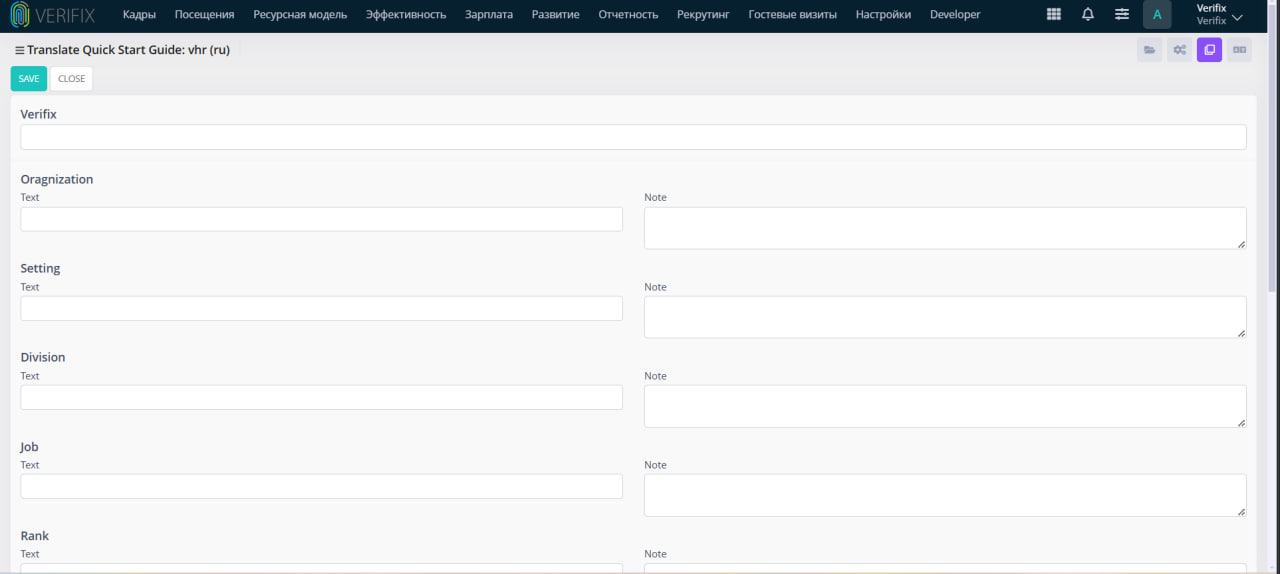 VERIFIX Кадры Посещения Ресурсная модель Эффективность Зарплата Развитие Отчетность Рекрутинг Гостевые визиты Настройки Developer A Verifix
Verifix
Translate Quick Start Guide: vhr (ru)
SAVE CLOSE
Verifix
Oragnization
Text Note
Setting
Text Note
Division
Text Note
Job
Text Note
Rank
Text Note